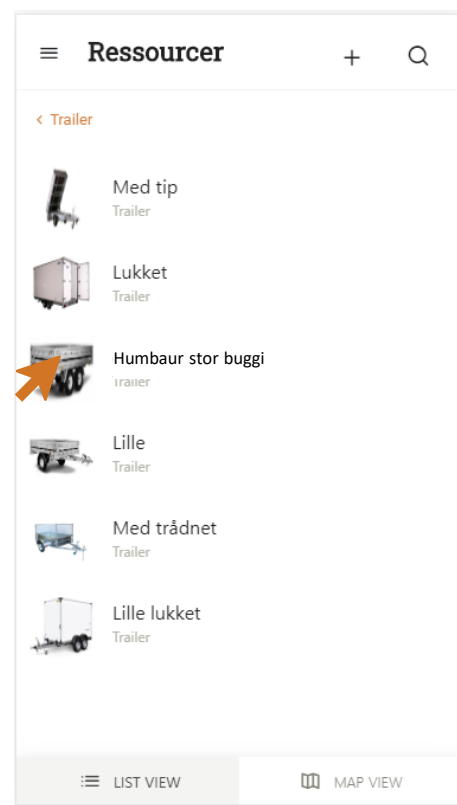 Ressourcer
Trailer
Med tip
Trailer
Lukket
Trailer
Humbaur stor buggi
Trailer
Lille
Trailer
Med trådnet
Trailer
Lille lukket
Trailer
LIST VIEW
MAP VIEW